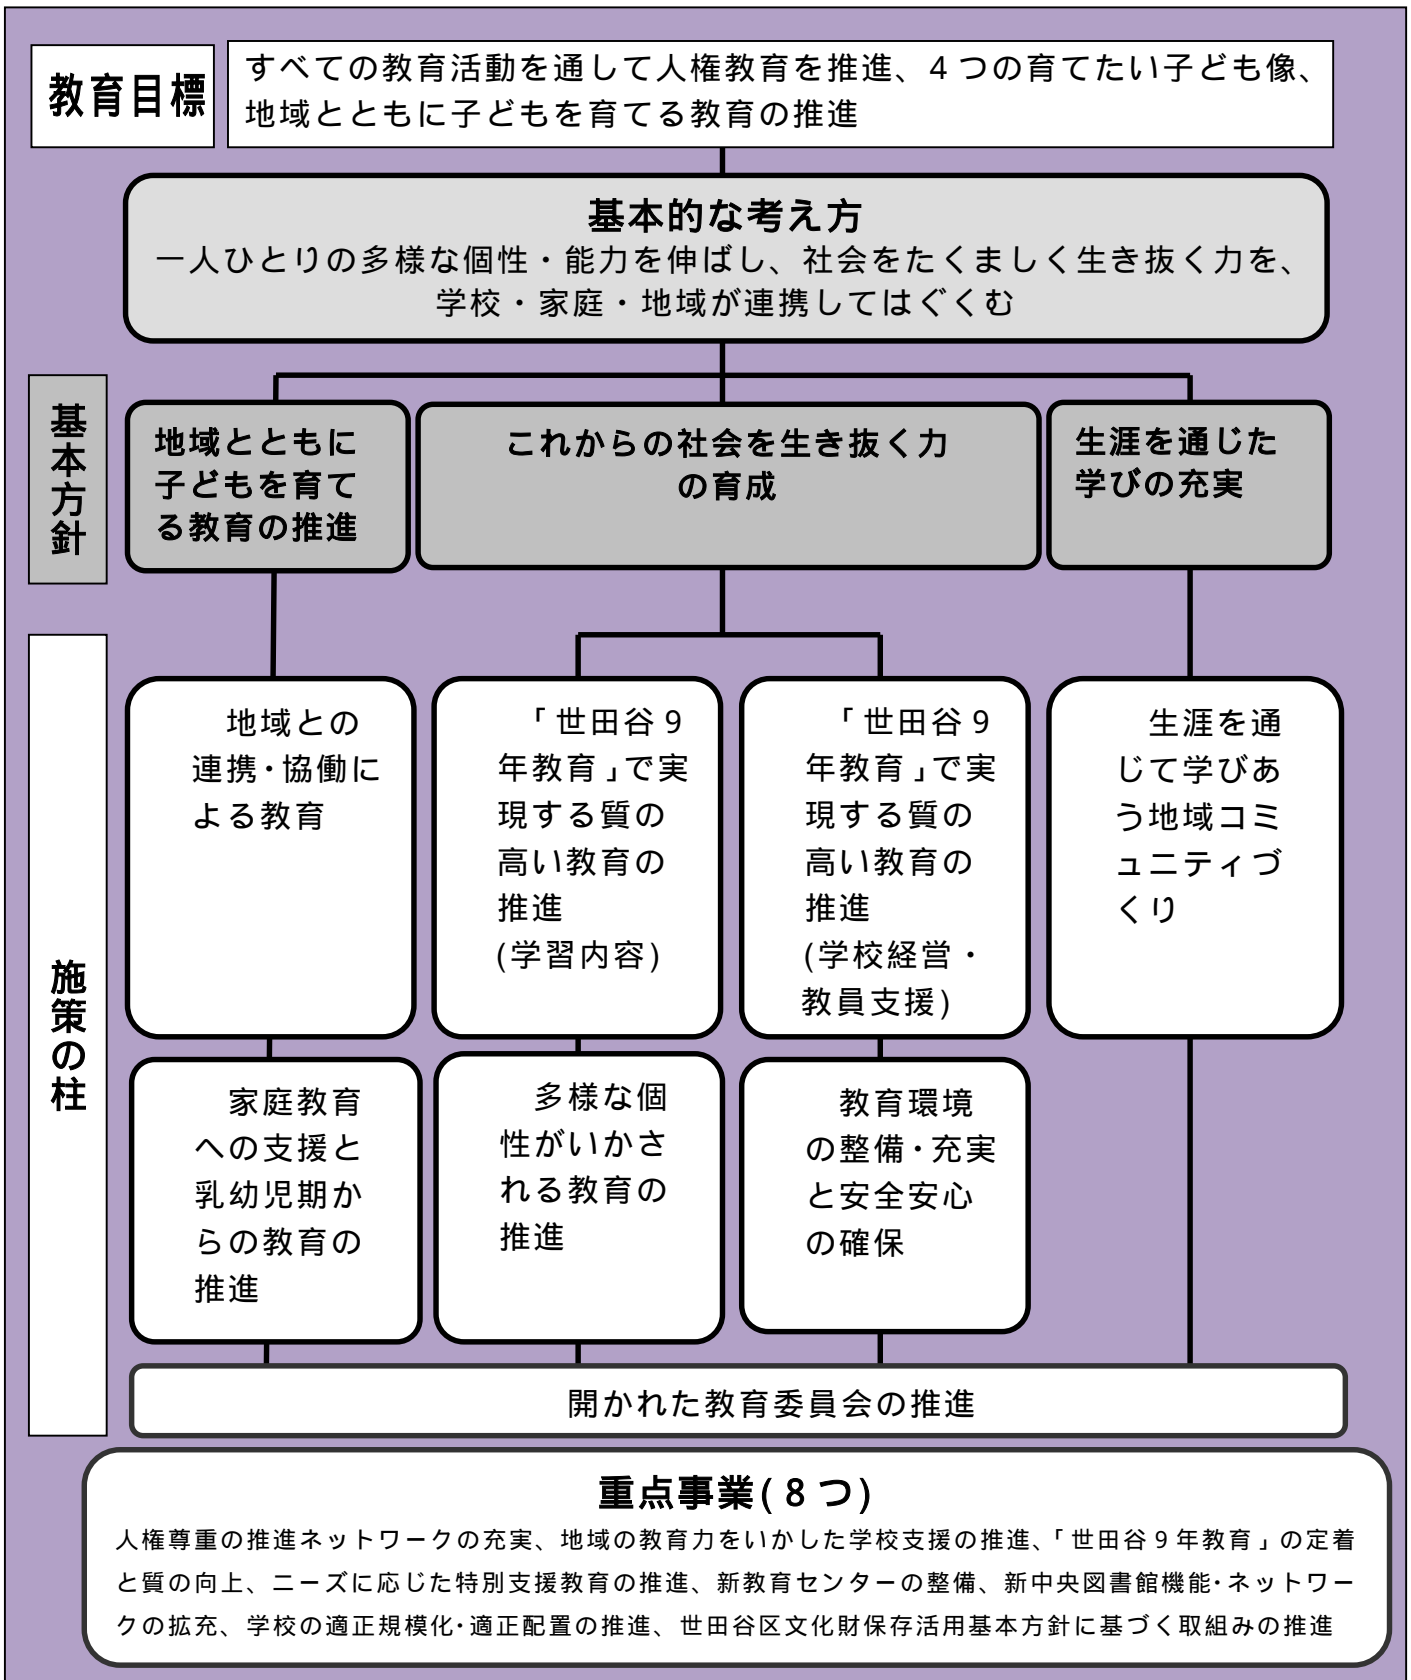 教育目標
すべての教育活動を通して人権教育を推進、4つの育てたい子ども像、
地域とともに子どもを育てる教育の推進
基本的な考え方
一人ひとりの多様な個性・能力を伸ばし、社会をたくましく生き抜く力を、
学校・家庭・地域が連携してはぐくむ
基本方針
地域とともに
子どもを育て
る教育の推進
これからの社会を生き抜く力
の育成
生涯を通じた
学びの充実
施策の柱
地域との
連携・協働に
よる教育
「世田谷9
年教育」で実
現する質の
高い教育の
推進
(学習内容)
「世田谷9
年教育」で実
現する質の
高い教育の
推進
(学校経営・
教員支援)
生涯を通
じて学びあ
う地域コミ
ュニティづ
くり
家庭教育
への支援と
乳幼児期か
らの教育の
推進
多様な個
性がいかさ
れる教育の
推進
教育環境
の整備・充実
と安全安心
の確保
開かれた教育委員会の推進
重点事業(8つ)
人権尊重の推進ネットワークの充実、地域の教育力をいかした学校支援の推進、「世田谷9年教育」の定着
と質の向上、ニーズに応じた特別支援教育の推進、新教育センターの整備、新中央図書館機能・ネットワー
クの拡充、学校の適正規模化・適正配置の推進、世田谷区文化財保存活用基本方針に基づく取組みの推進